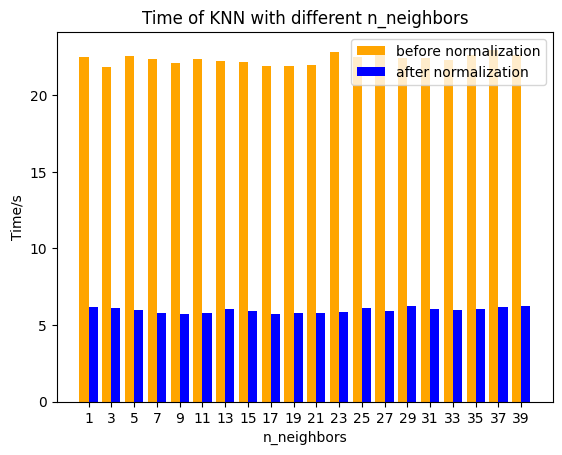 Time of KNN with different n_neighbors
before normalization
after normalization
Time/s
20
15
10
5
0
1 3 5 7 9 11 13 15 17 19 21 23 25 27 29 31 33 35 37 39
n_neighbors